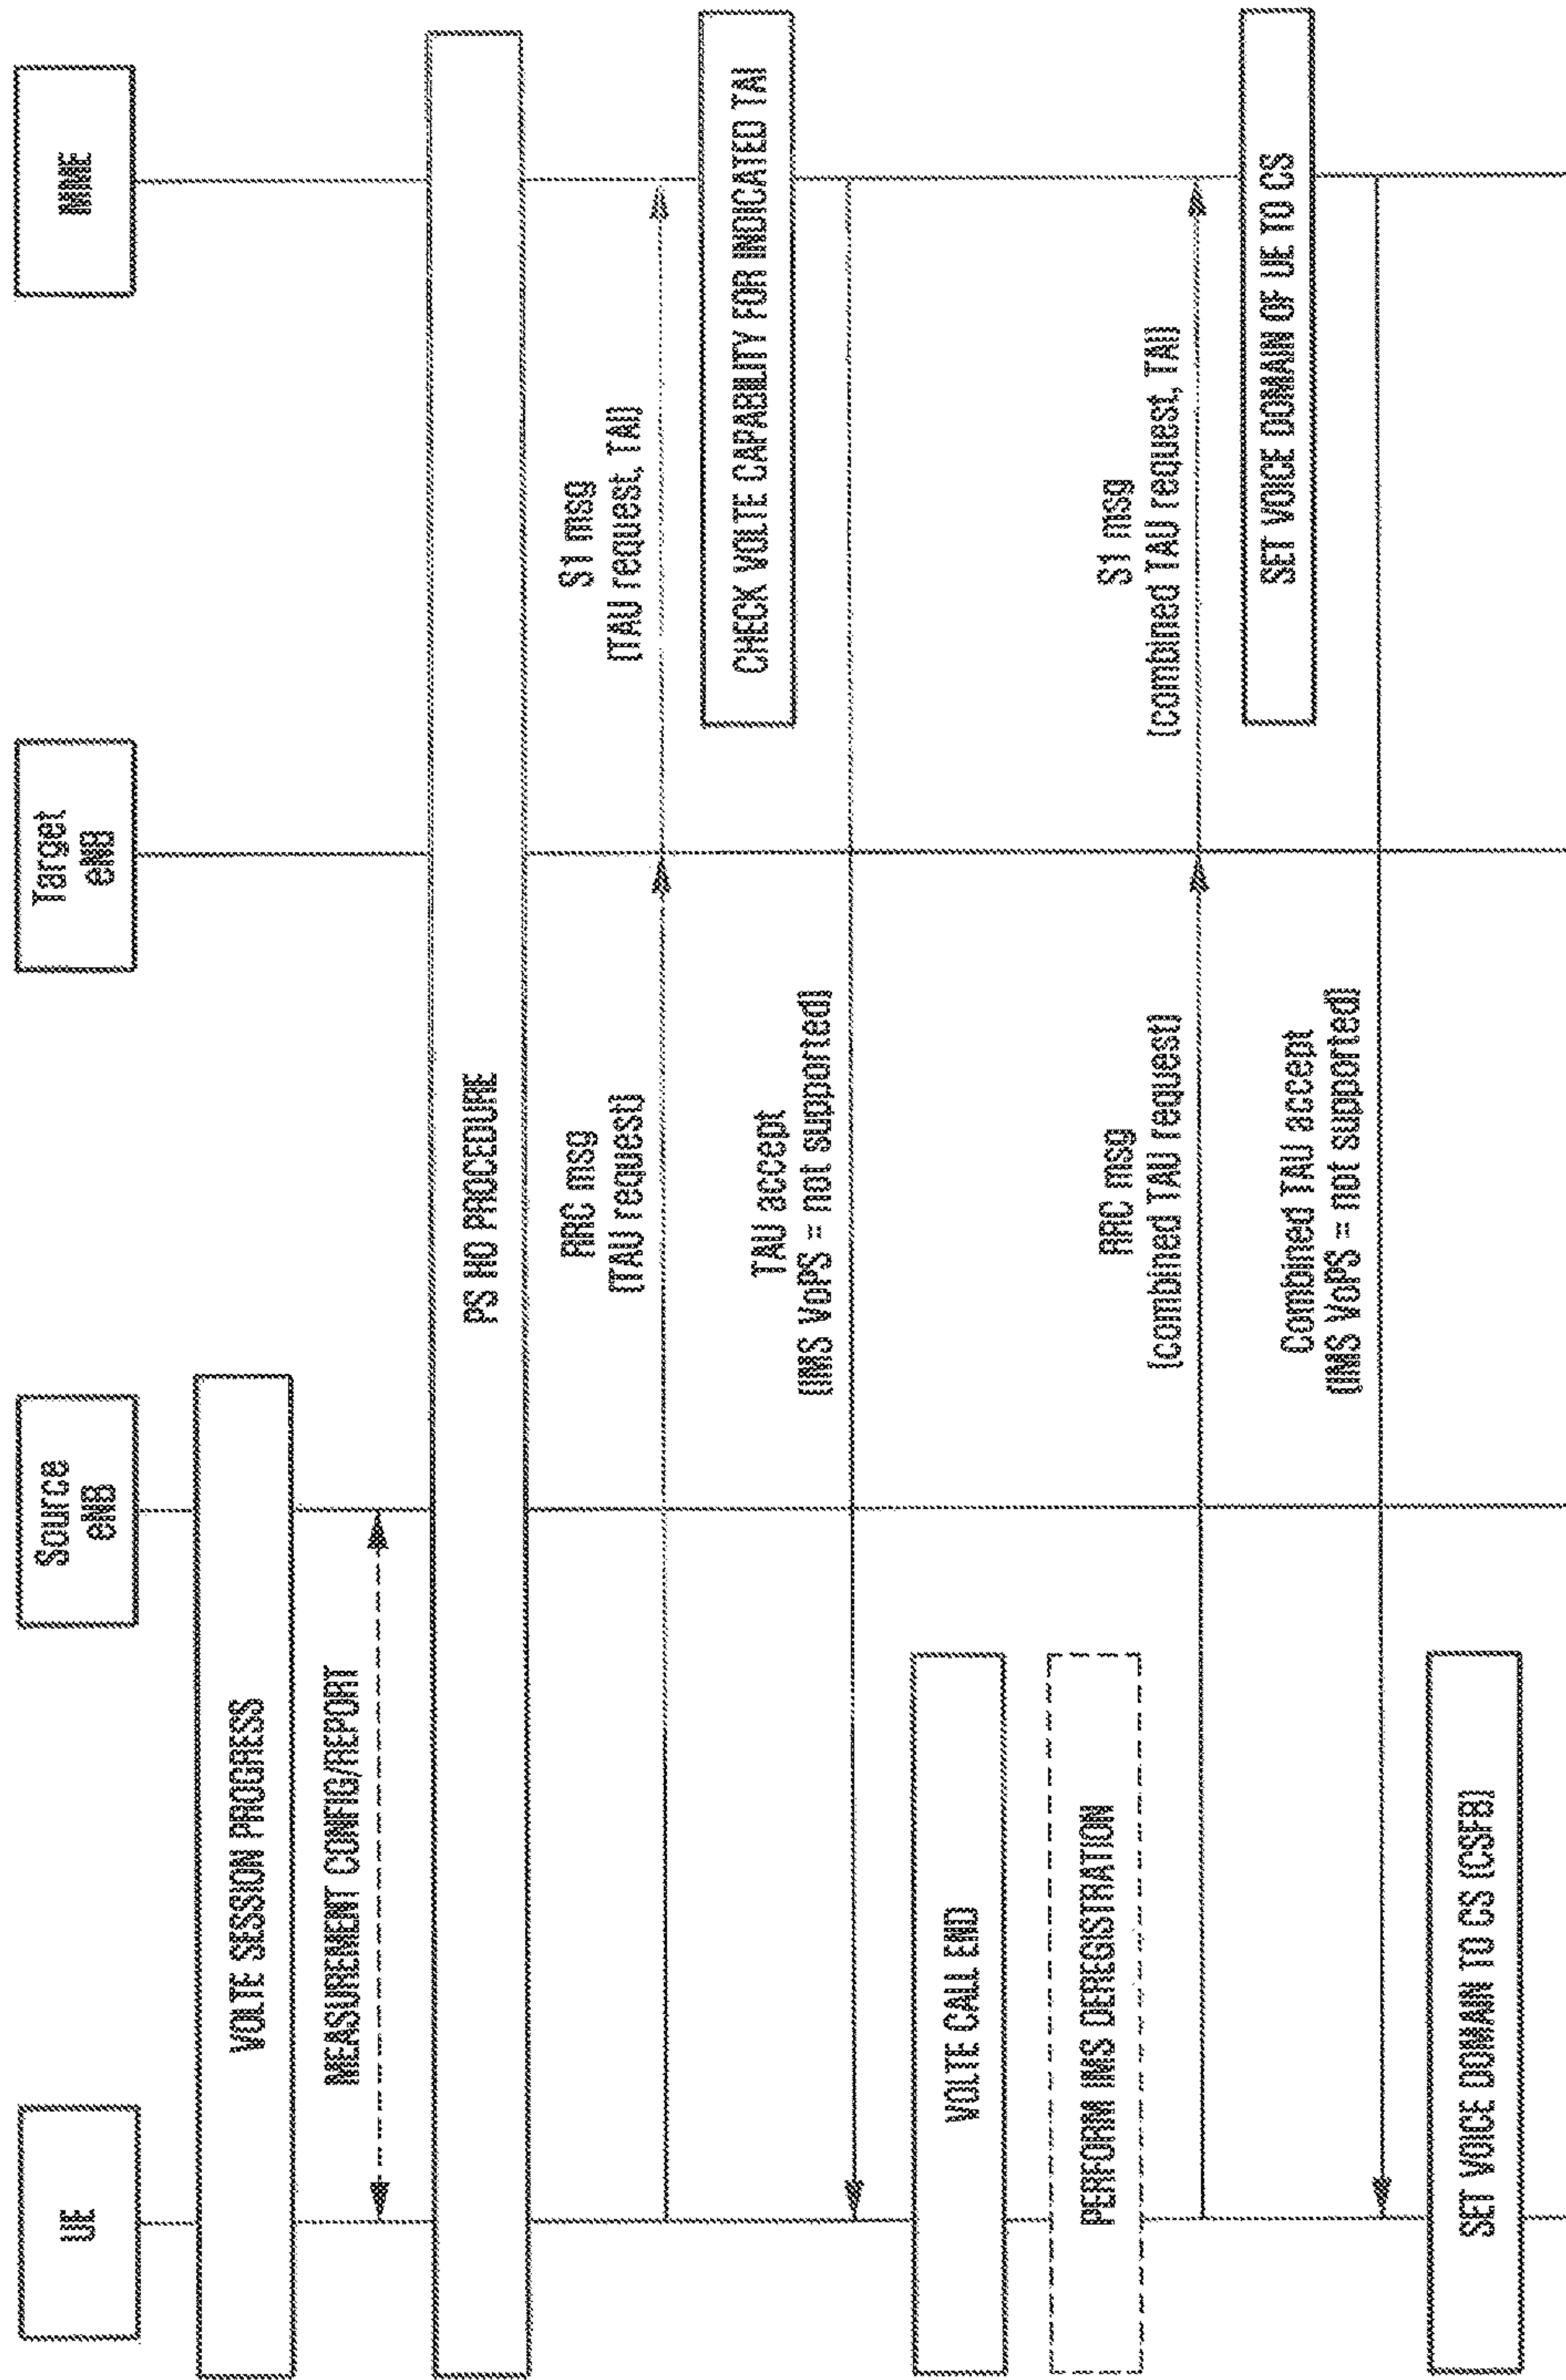 UE
Source
eNB
Target
eNB
MME
VOLTE SESSION PROGRESS
MEASUREMENT CONFIG/REPORT
PS HO PROCEDURE
RRC msg
(TAU request)
S1 msg
(TAU request, TAI)
CHECK VOLTE CAPABILITY FOR INDICATED TAI
TAU accept
(IMS VoPS = not supported)
VOLTE CALL END
PERFORM IMS DEREGISTRATION
RRC msg
(combined TAU request)
S1 msg
(combined TAU request, TAI)
SET VOICE DOMAIN OF UE TO CS
Combined TAU accept
(IMS VoPS = not supported)
SET VOICE DOMAIN TO CS (CSFB)